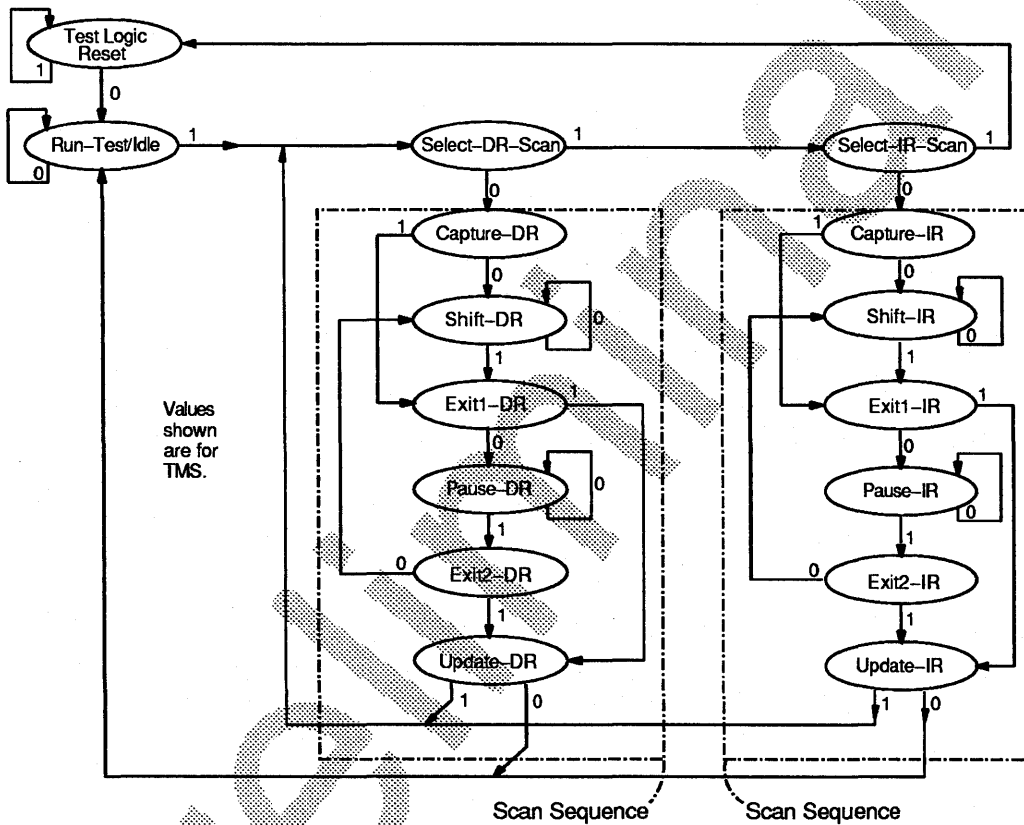 Test Logic
Reset
1
0
Run–Test/Idle
0
1
Select–DR–Scan
1
Select–IR–Scan
1
0
0
1
Capture–DR
1
Capture–IR
0
0
Shift–DR
0
Shift–IR
0
1
1
Exit1–DR
1
Exit1–IR
1
Values
shown
are for
TMS.
0
0
Pause–DR
0
Pause–IR
0
1
1
0
Exit2–DR
0
Exit2–IR
1
1
Update–DR
Update–IR
1
0
1
0
Scan Sequence
Scan Sequence